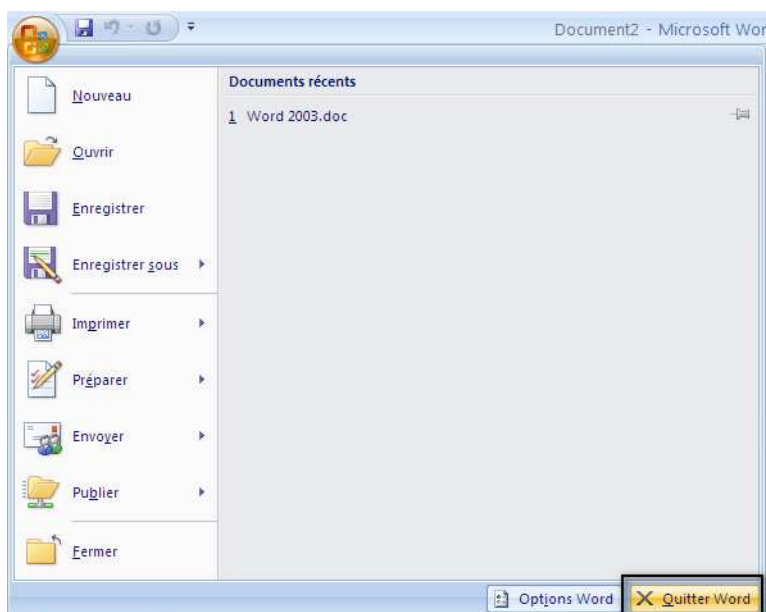 Document2 - Microsoft Wor
Nouveau
Ouvrir
Enregistrer
Enregistrer sous
Imprimer
Préparer
Envoyer
Publier
Fermer
Documents récents
1 Word 2003.doc
Options Word
Quitter Word